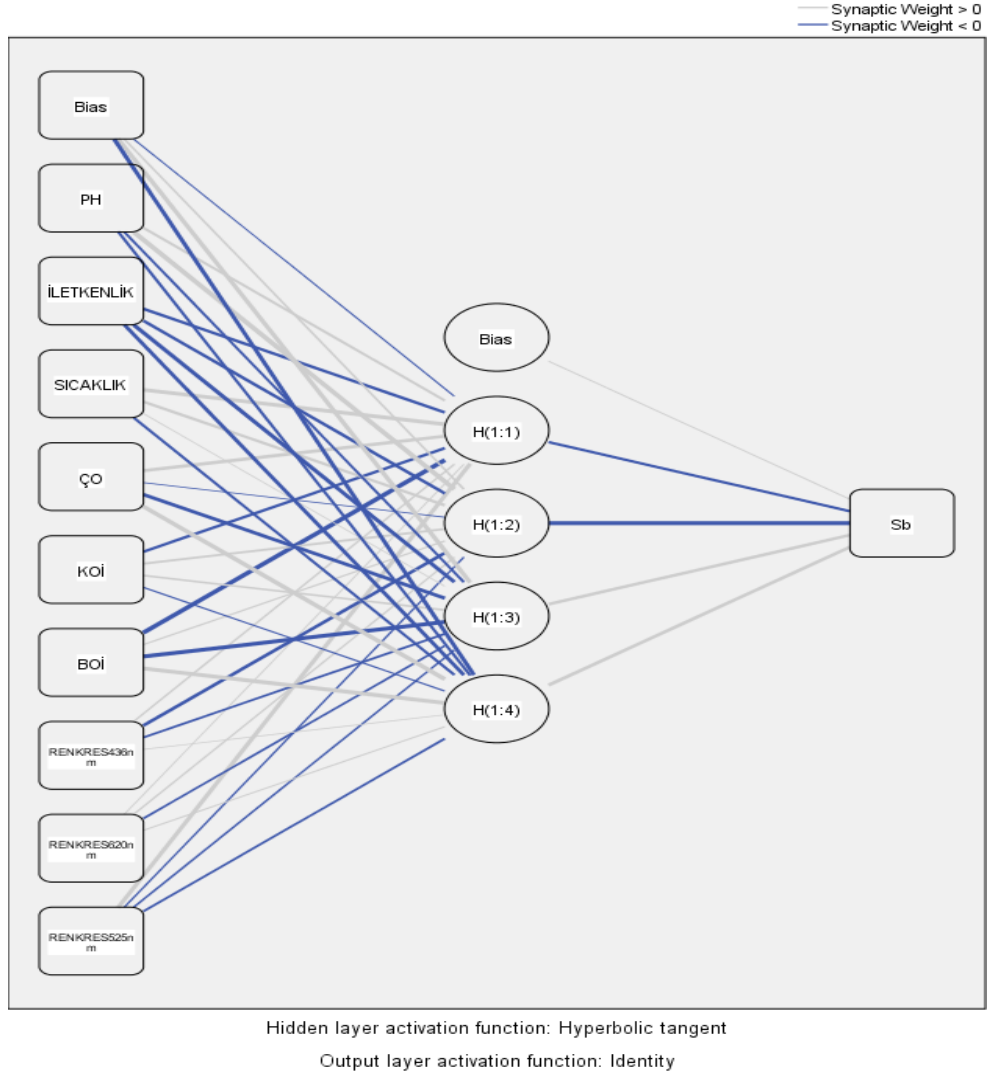 Synaptic Weight > 0
Synaptic Weight < 0
Bias
PH
İLETKENLİK
SICAKLIK
ÇO
KOİ
BOİ
RENKRES436n
m
RENKRES620n
m
RENKRES525n
m
Bias
H(1:1)
H(1:2)
H(1:3)
H(1:4)
Sb
Hidden layer activation function: Hyperbolic tangent
Output layer activation function: Identity